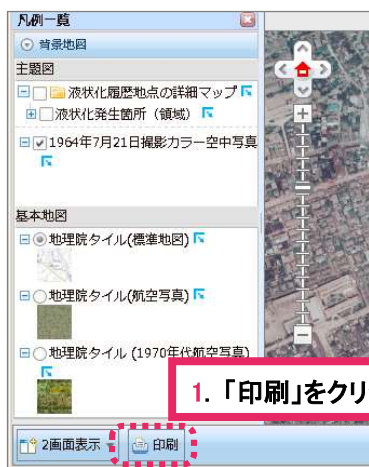 凡例一覧
背景地図
主題図
液状化履歴地点の詳細マップ
液状化発生箇所（領域）
1964年7月21日撮影カラー空中写真
基本地図
地理院タイル(標準地図)
地理院タイル(航空写真)
地理院タイル (1970年代航空写真)
1. 「印刷」をクリ
2画面表示
印刷